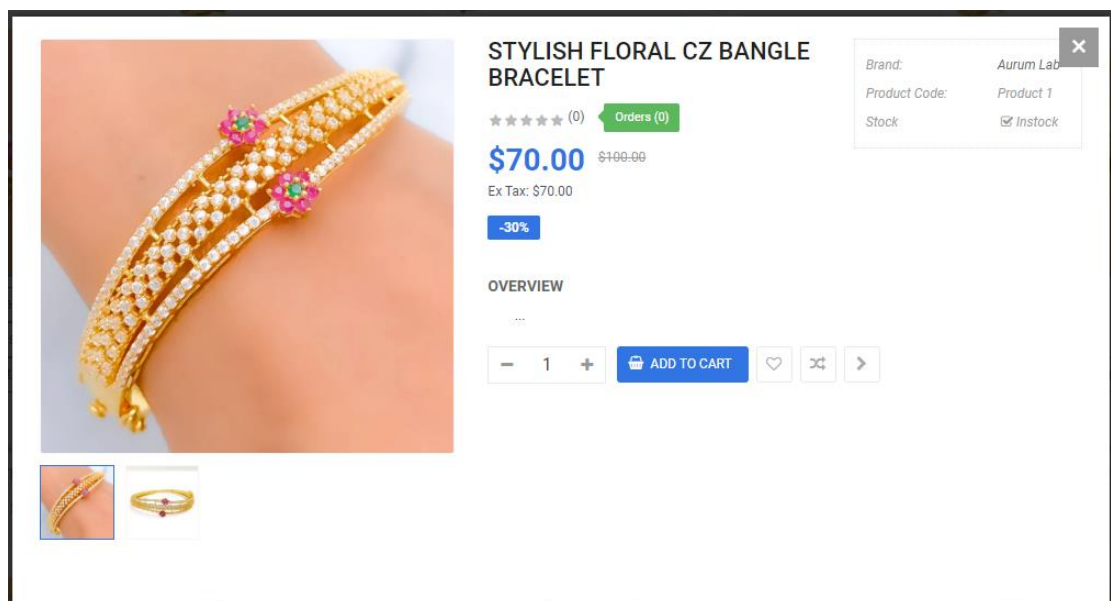 STYLISH FLORAL CZ BANGLE
BRACELET
(0) Orders (0)
$70.00 $100.00
Ex Tax: $70.00
-30%
OVERVIEW
...
− 1 + ADD TO CART
Brand: Aurum Lab
Product Code: Product 1
Stock Instock
×